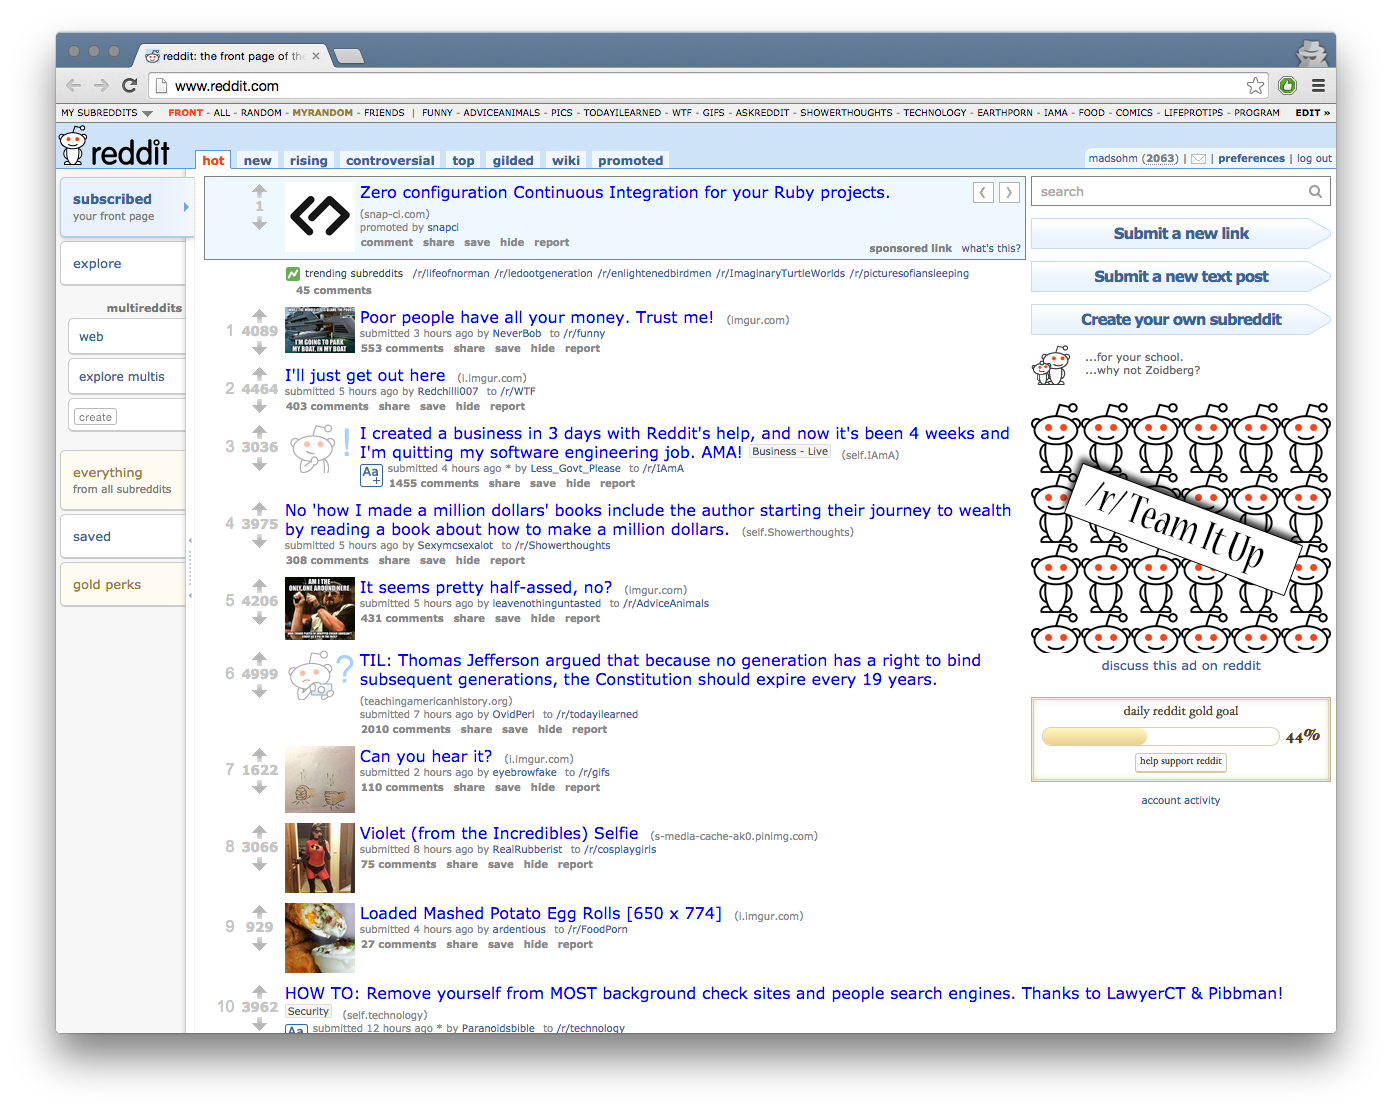 reddit: the front page of the
www.reddit.com
MY SUBREDDITS FRONT - ALL - RANDOM - MYRANDOM - FRIENDS | FUNNY - ADVICEANIMALS - PICS - TODAYILEARNED - WTF - GIFS - ASKREDDIT - SHOWERTHOUGHTS - TECHNOLOGY - EARTHPORN - IAMA - FOOD - COMICS - LIFEPROTIPS - PROGRAM EDIT »
reddit hot new rising controversial top gilded wiki promoted
madsohm (2063) | | preferences | log out
subscribed
your front page
explore
multireddits
web
explore multis
create
everything
from all subreddits
saved
gold perks
1
Zero configuration Continuous Integration for your Ruby projects.
(snap-ci.com)
promoted by snapci
comment share save hide report
sponsored link what's this?
trending subreddits /r/lifeofnorman /r/ledootgeneration /r/enlightenedbirdmen /r/ImaginaryTurtleWorlds /r/picturesofiansleeping
45 comments
1 4089
I'M GOING TO PARK
MY BOAT, IN MY BOAT
Poor people have all your money. Trust me! (imgur.com)
submitted 3 hours ago by NeverBob to /r/funny
553 comments share save hide report
2 4464
I'll just get out here (i.imgur.com)
submitted 5 hours ago by Redchilli007 to /r/WTF
403 comments share save hide report
3 3036
I created a business in 3 days with Reddit's help, and now it's been 4 weeks and
I'm quitting my software engineering job. AMA! Business - Live (self.IAmA)
Aa+ submitted 4 hours ago * by Less_Govt_Please to /r/IAmA
1455 comments share save hide report
4 3975
No 'how I made a million dollars' books include the author starting their journey to wealth
by reading a book about how to make a million dollars. (self.Showerthoughts)
submitted 5 hours ago by Sexymcsexalot to /r/Showerthoughts
308 comments share save hide report
5 4206
AM I THE
ONLY ONE AROUND HERE
It seems pretty half-assed, no? (imgur.com)
submitted 5 hours ago by leavenothinguntasted to /r/AdviceAnimals
431 comments share save hide report
6 4999
?
TIL: Thomas Jefferson argued that because no generation has a right to bind
subsequent generations, the Constitution should expire every 19 years.
(teachingamericanhistory.org)
submitted 7 hours ago by OvidPerl to /r/todayilearned
2010 comments share save hide report
7 1622
Can you hear it? (i.imgur.com)
submitted 2 hours ago by eyebrowfake to /r/gifs
110 comments share save hide report
8 3066
Violet (from the Incredibles) Selfie (s-media-cache-ak0.pinimg.com)
submitted 8 hours ago by RealRubberist to /r/cosplaygirls
75 comments share save hide report
9 929
Loaded Mashed Potato Egg Rolls [650 x 774] (i.imgur.com)
submitted 4 hours ago by ardentious to /r/FoodPorn
27 comments share save hide report
10 3962
HOW TO: Remove yourself from MOST background check sites and people search engines. Thanks to LawyerCT & Pibbman!
Security (self.technology)
Aa submitted 12 hours ago * by Paranoidsbible to /r/technology
search
Submit a new link
Submit a new text post
Create your own subreddit
...for your school.
...why not Zoidberg?
/r/ Team It Up
discuss this ad on reddit
daily reddit gold goal
44%
help support reddit
account activity